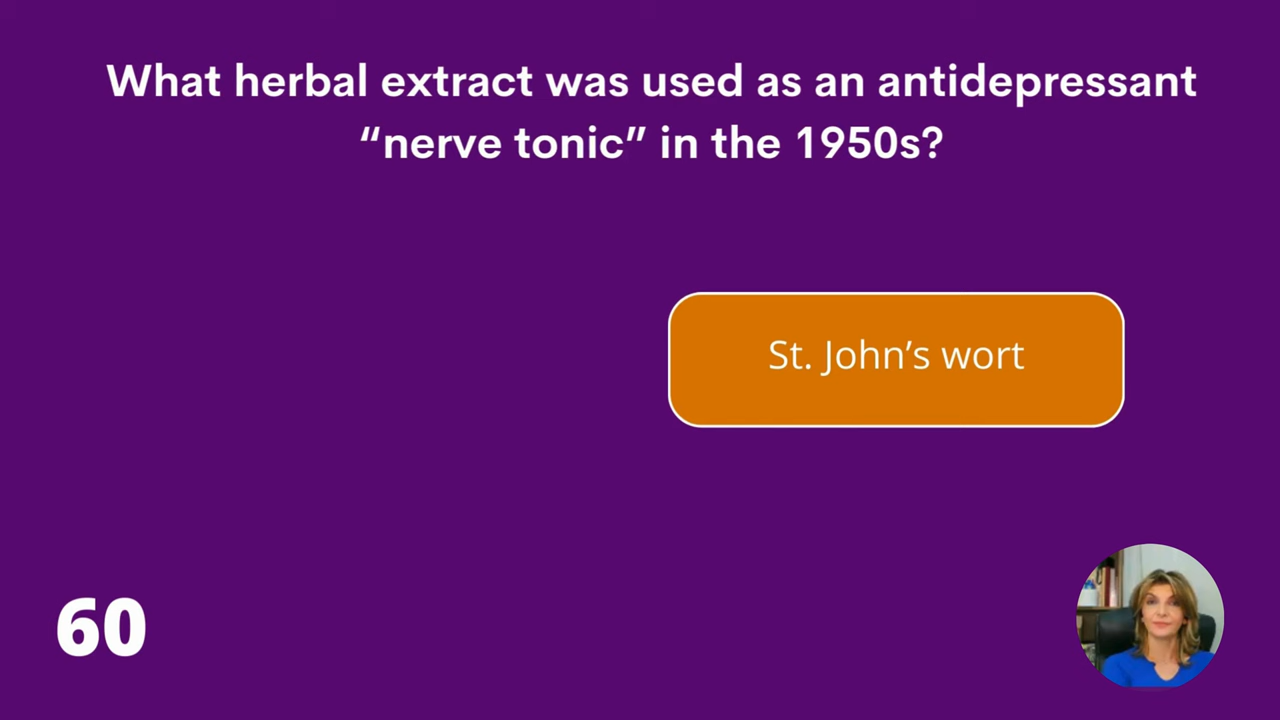 What herbal extract was used as an antidepressant
“nerve tonic” in the 1950s?
St. John’s wort
60